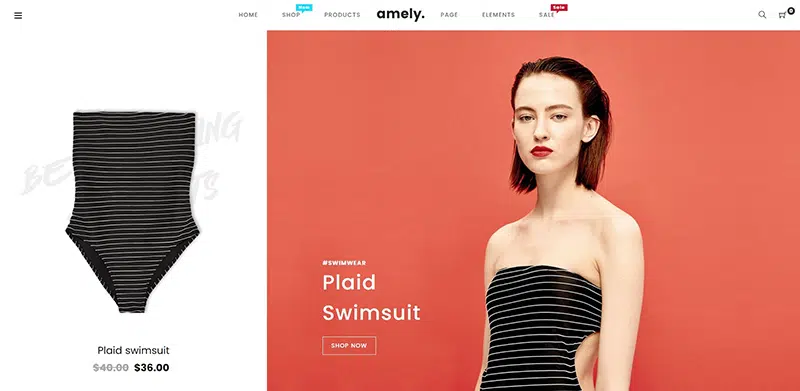 HOME
New
SHOP
PRODUCTS
amely.
PAGE
ELEMENTS
Sale
SALE
0
Plaid swimsuit
$40.00 $36.00
#SWIMWEAR
Plaid
Swimsuit
SHOP NOW